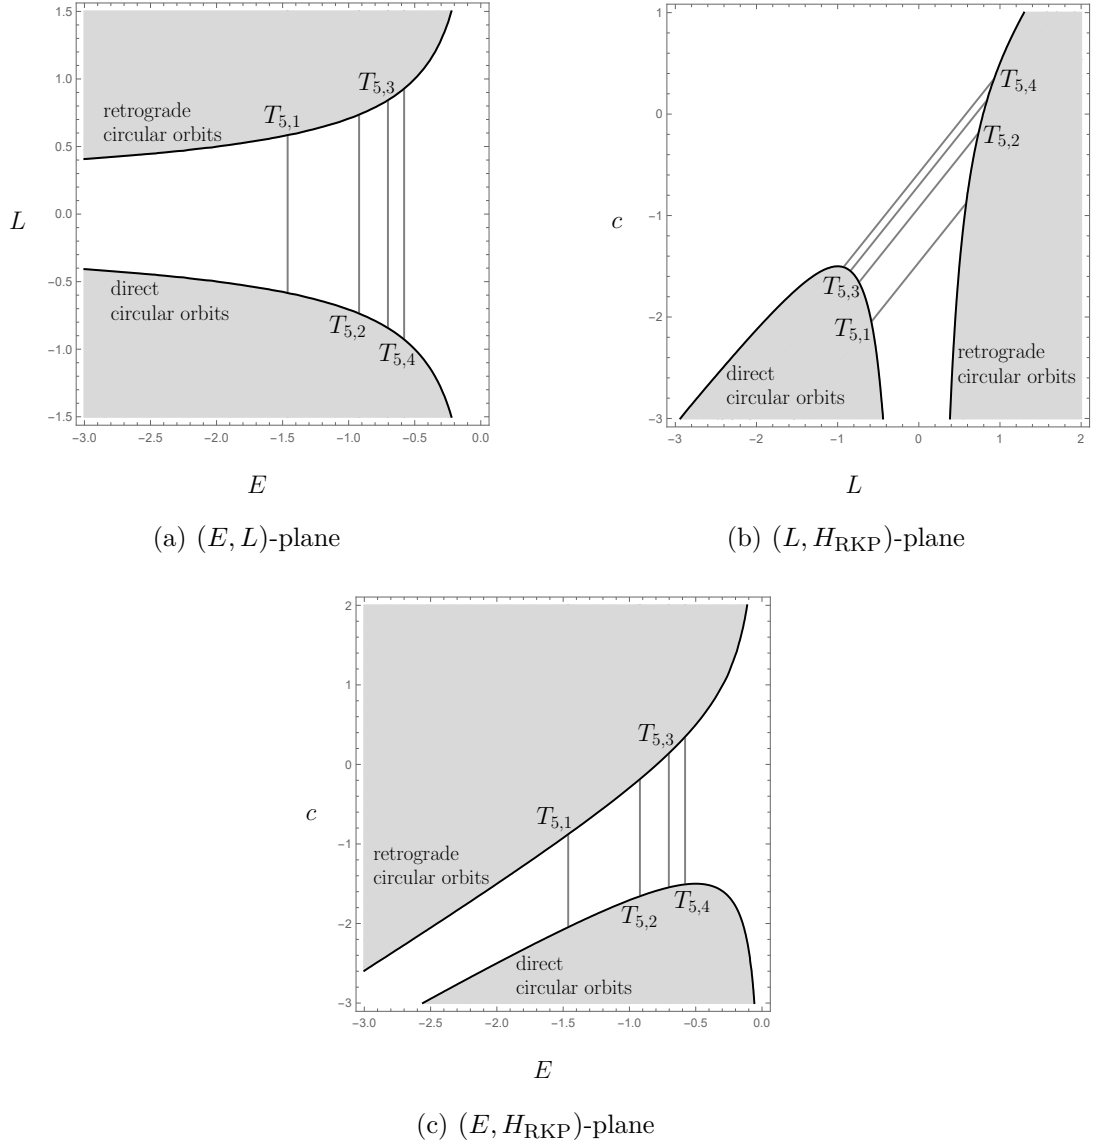 1.5
1.0
0.5
0.0
−0.5
−1.0
−1.5
L
−3.0 −2.5 −2.0 −1.5 −1.0 −0.5 0.0
E
retrograde
circular orbits
direct
circular orbits
T5,1
T5,3
T5,2
T5,4
(a) (E, L)-plane
1
0
−1
−2
−3
c
−3 −2 −1 0 1 2
L
T5,4
T5,2
T5,3
T5,1
direct
circular orbits
retrograde
circular orbits
(b) (L, HRKP)-plane
2
1
0
−1
−2
−3
c
−3.0 −2.5 −2.0 −1.5 −1.0 −0.5 0.0
E
T5,3
T5,1
retrograde
circular orbits
T5,2
T5,4
direct
circular orbits
(c) (E, HRKP)-plane